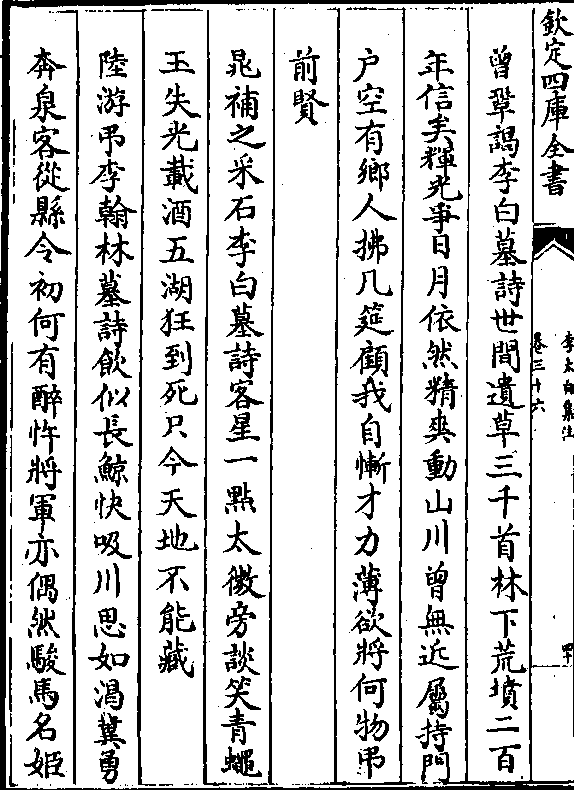 欽定四庫全書
李太白集注
卷三十六
四十
曾鞏謁李白墓詩世間遺草三千首林下荒墳二百
年信矣輝光爭日月依然精爽動山川曾無近屬持門
户空有鄉人拂几筵顧我自慚才力薄欲將何物弔
前賢
晁補之采石李白墓詩客星一點太微旁談笑青蠅
玉失光載酒五湖狂到死只今天地不能藏
陸游弔李翰林墓詩飲似長鯨快吸川思如渴驥勇
奔泉客從縣令初何有醉忤將軍亦偶然駿馬名姬